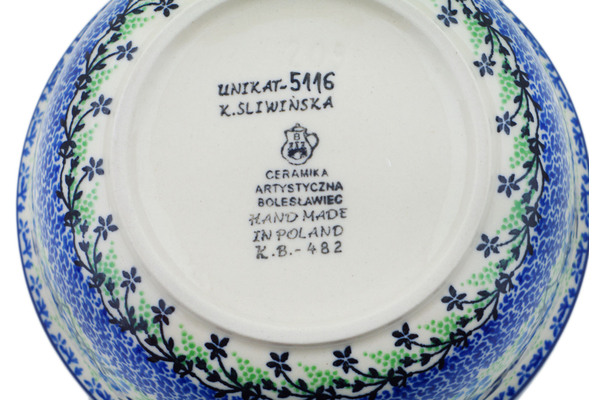 UNIKAT-5116
K.SLIWIŃSKA
B
CERAMIKA
ARTYSTYCZNA
BOLESŁAWIEC
HAND MADE
IN POLAND
K.B.-482